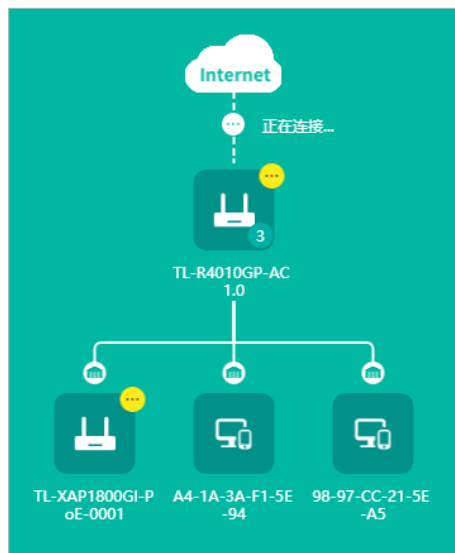 Internet
正在连接...
3
TL-R4010GP-AC
1.0
TL-XAP1800GI-P
oE-0001
A4-1A-3A-F1-5E
-94
98-97-CC-21-5E
-A5